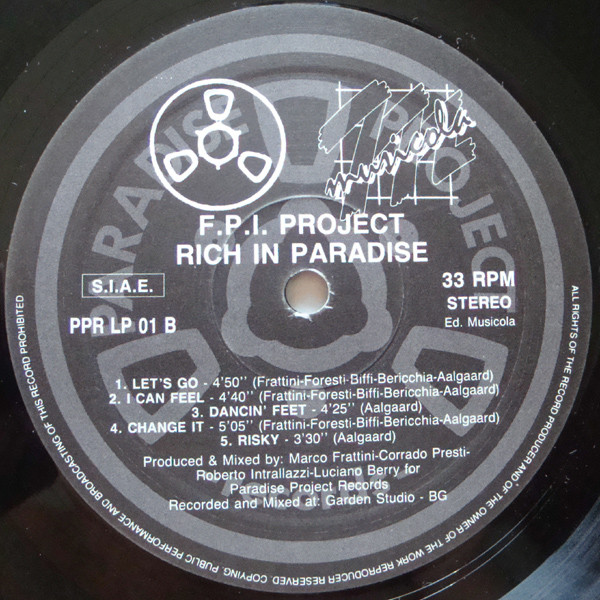 musicola
PARADISE PROJECT
F.P.I. PROJECT
RICH IN PARADISE
S.I.A.E.
33 RPM
STEREO
PPR LP 01 B
Ed. Musicola
1. LET'S GO - 4'50'' (Frattini-Foresti-Biffi-Bericchia-Aalgaard)
2. I CAN FEEL - 4'40'' (Frattini-Foresti-Biffi-Bericchia-Aalgaard)
3. DANCIN' FEET - 4'25'' (Aalgaard)
4. CHANGE IT - 5'05'' (Frattini-Foresti-Biffi-Bericchia-Aalgaard)
5. RISKY - 3'30'' (Aalgaard)
Produced & Mixed by: Marco Frattini-Corrado Presti-
Roberto Intrallazzi-Luciano Berry for
Paradise Project Records
Recorded and Mixed at: Garden Studio - BG
ALL RIGHTS OF THE RECORD PRODUCER AND OF THE OWNER OF THE WORK REPRODUCER RESERVED COPYING. PUBLIC PERFORMANCE AND BROADCASTING OF THIS RECORD PROHIBITED